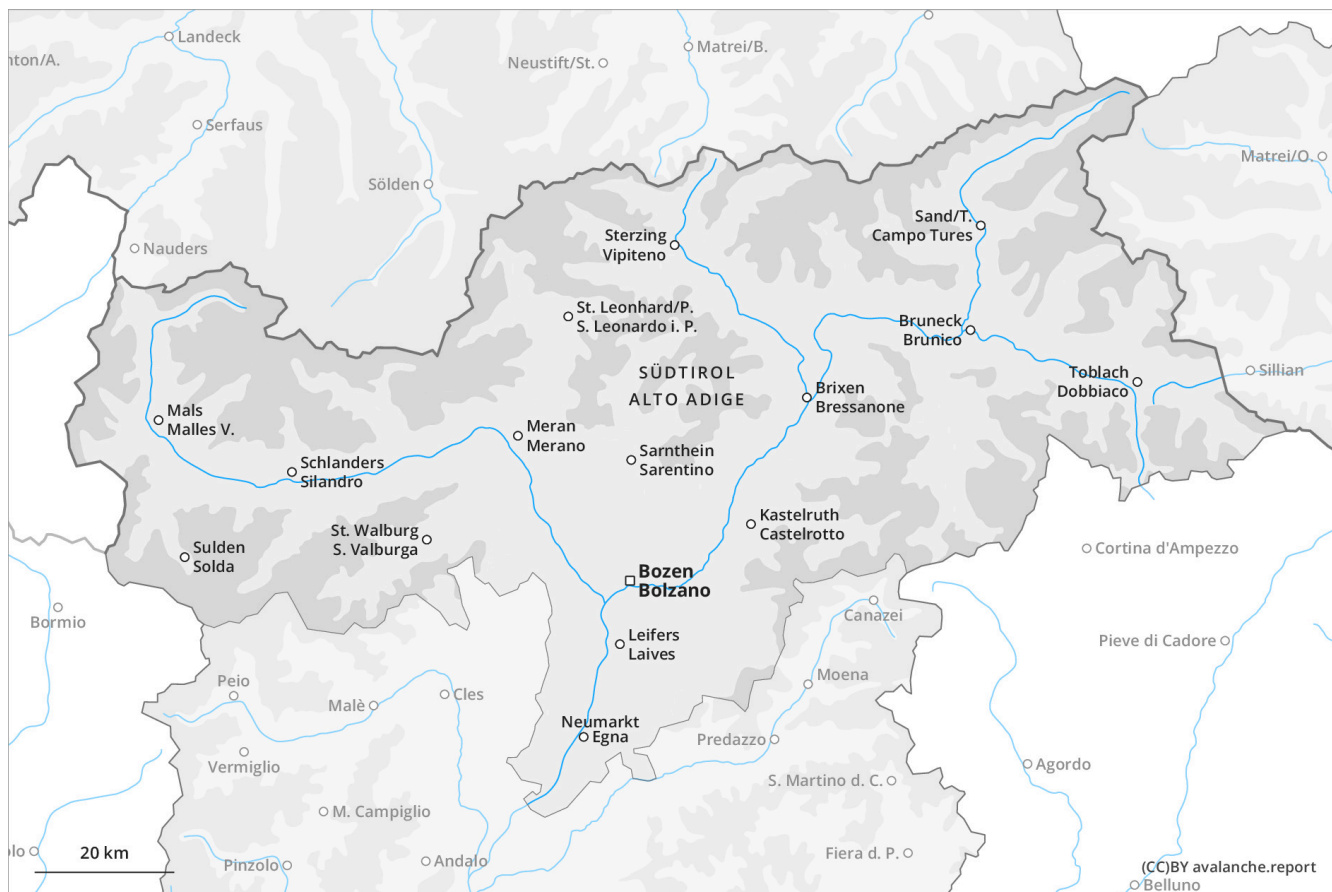 Landeck
nton/A.
Matrei/B.
Neustift/St.
Serfaus
Matrei/O.
Sölden
Sand/T.
Campo Tures
Nauders
Sterzing
Vipiteno
St. Leonhard/P.
S. Leonardo i. P.
Bruneck
Brunico
SÜDTIROL
ALTO ADIGE
Toblach
Dobbiaco
Sillian
Brixen
Bressanone
Mals
Malles V.
Meran
Merano
Schlanders
Silandro
Sarnthein
Sarentino
Kastelruth
Castelrotto
St. Walburg
S. Valburga
Sulden
Solda
Cortina d'Ampezzo
Bozen
Bolzano
Bormio
Canazei
Leifers
Laives
Pieve di Cadore
Peio
Malè
Cles
Moena
Neumarkt
Egna
Predazzo
Vermiglio
Agordo
S. Martino d. C.
M. Campiglio
olo
20 km
Pinzolo
Andalo
Fiera d. P.
(CC)BY avalanche.report
Belluno